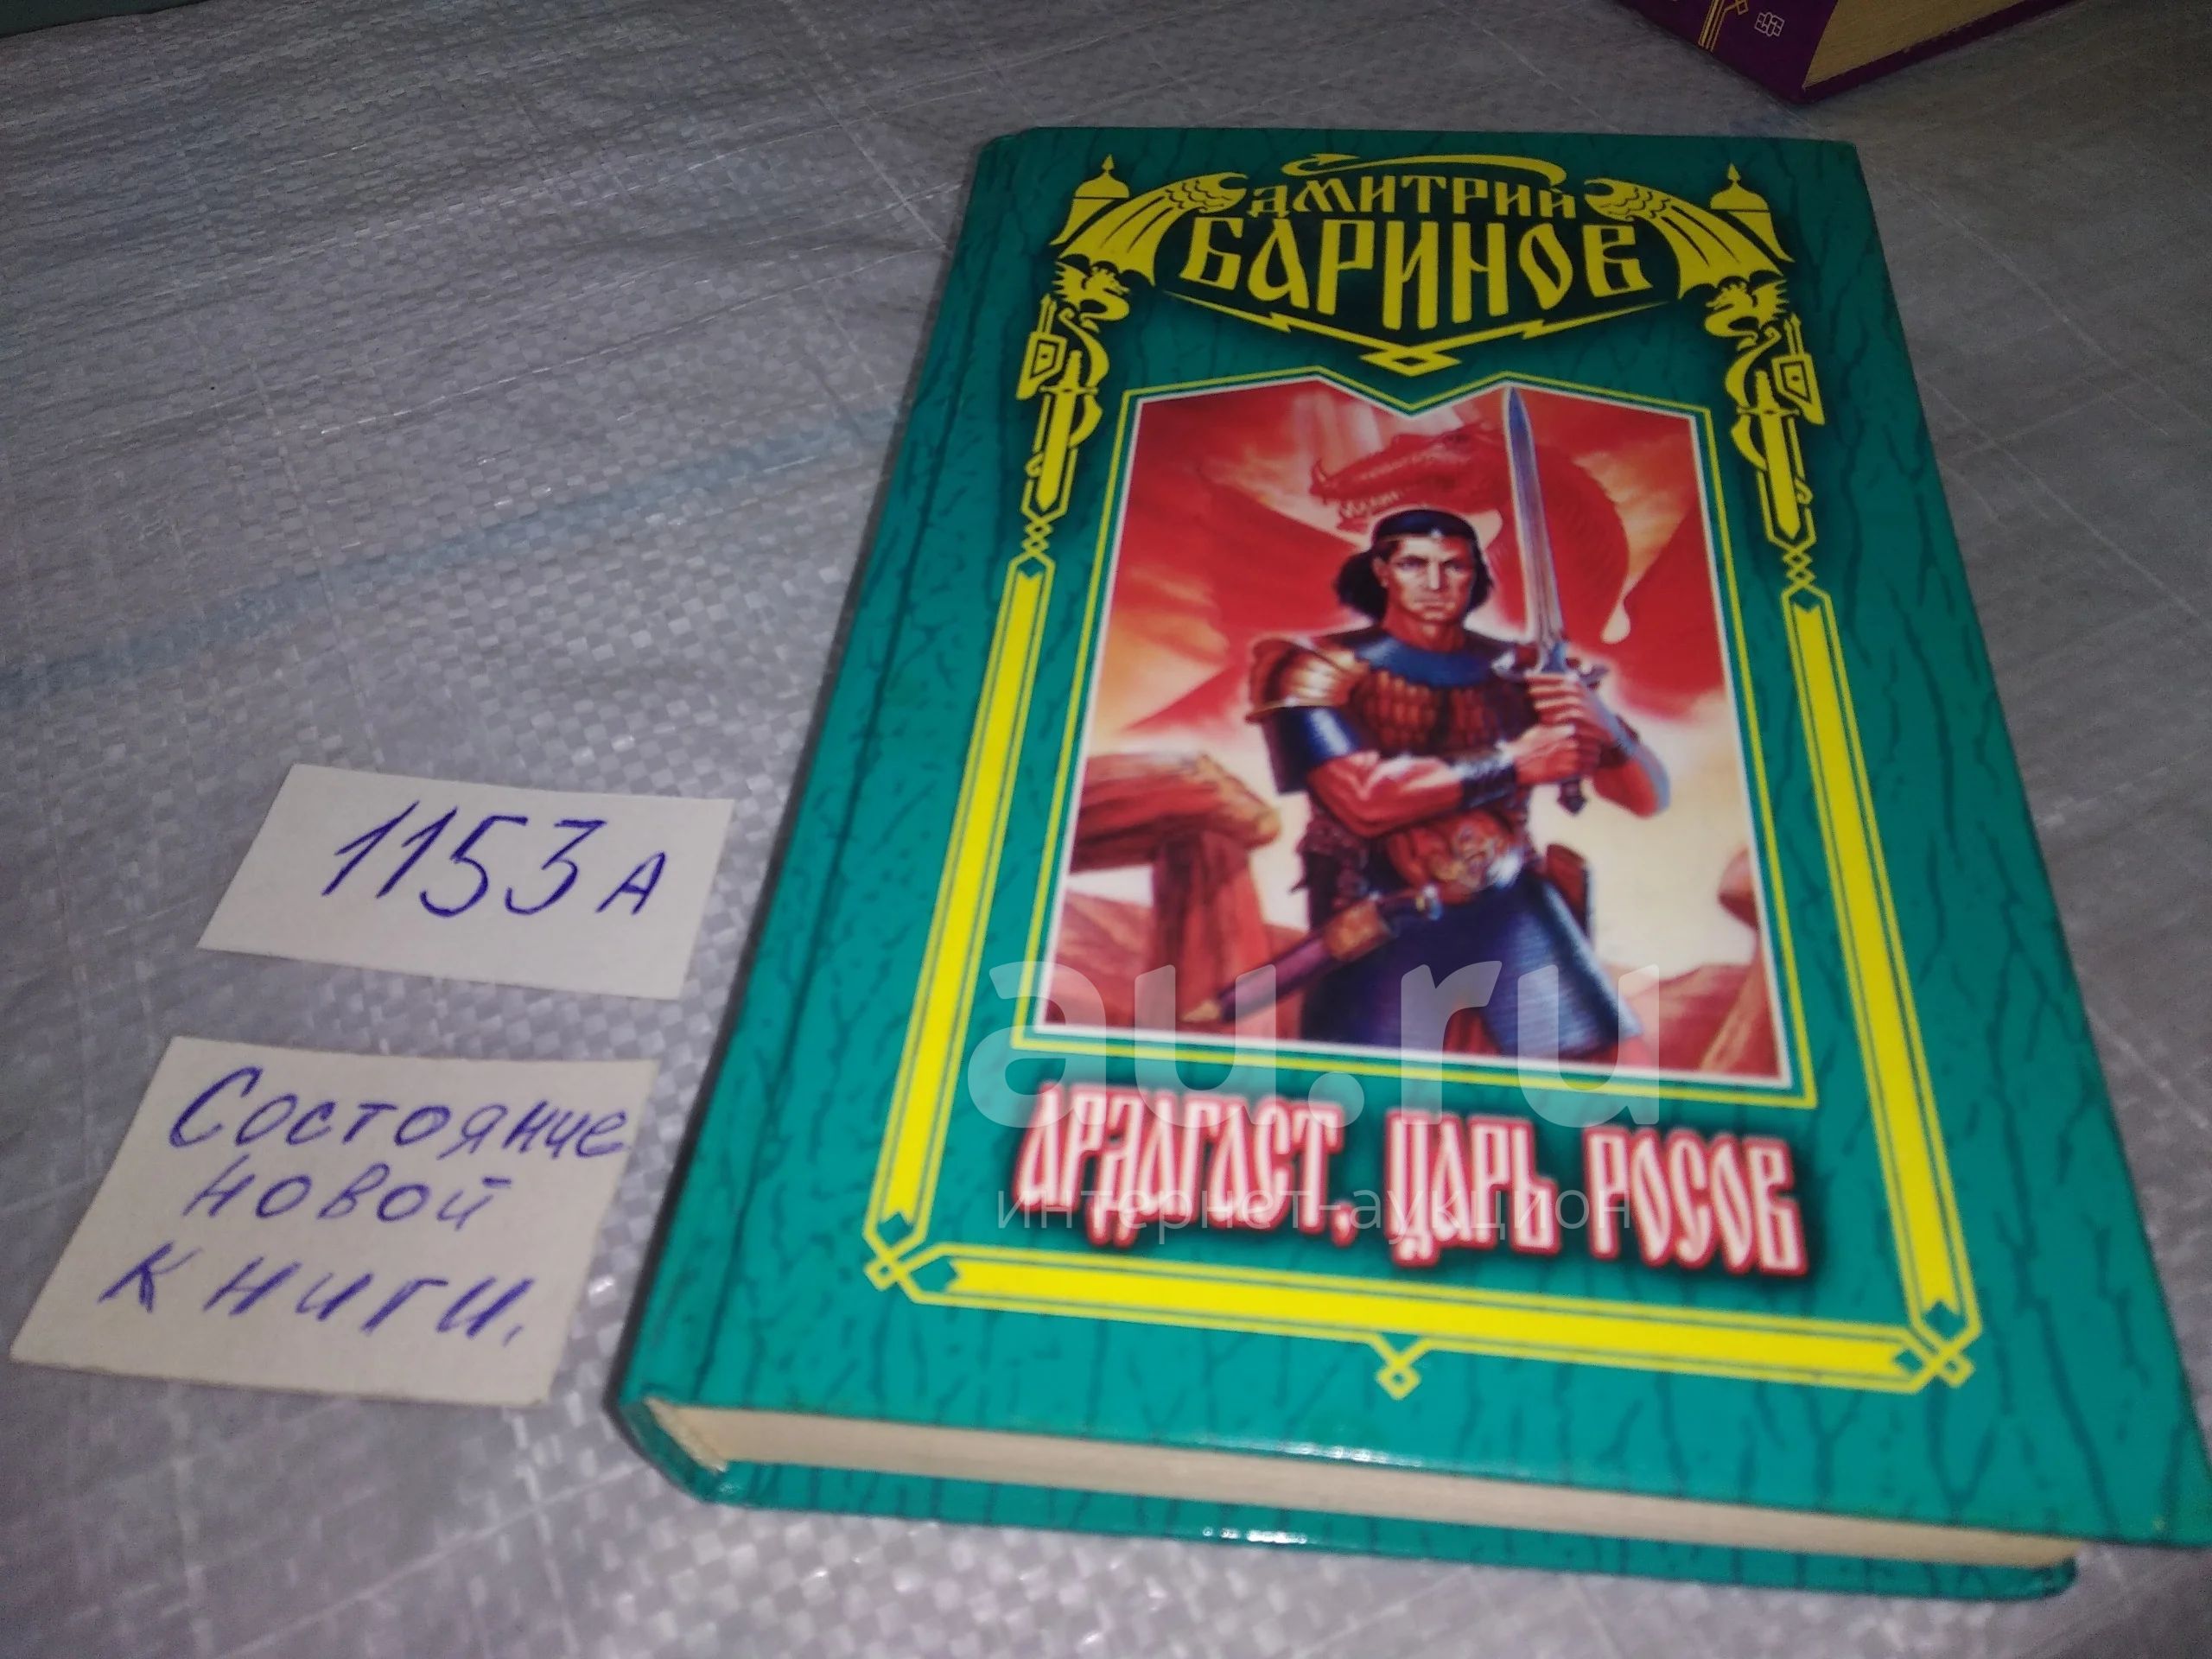 ДМИТРИЙ
БАРИНОВ
1153 А
Состояние
новой
книги.
au.ru
АРДАГАСТ, ЦАРЬ РОСОВ
интернет-аукцион